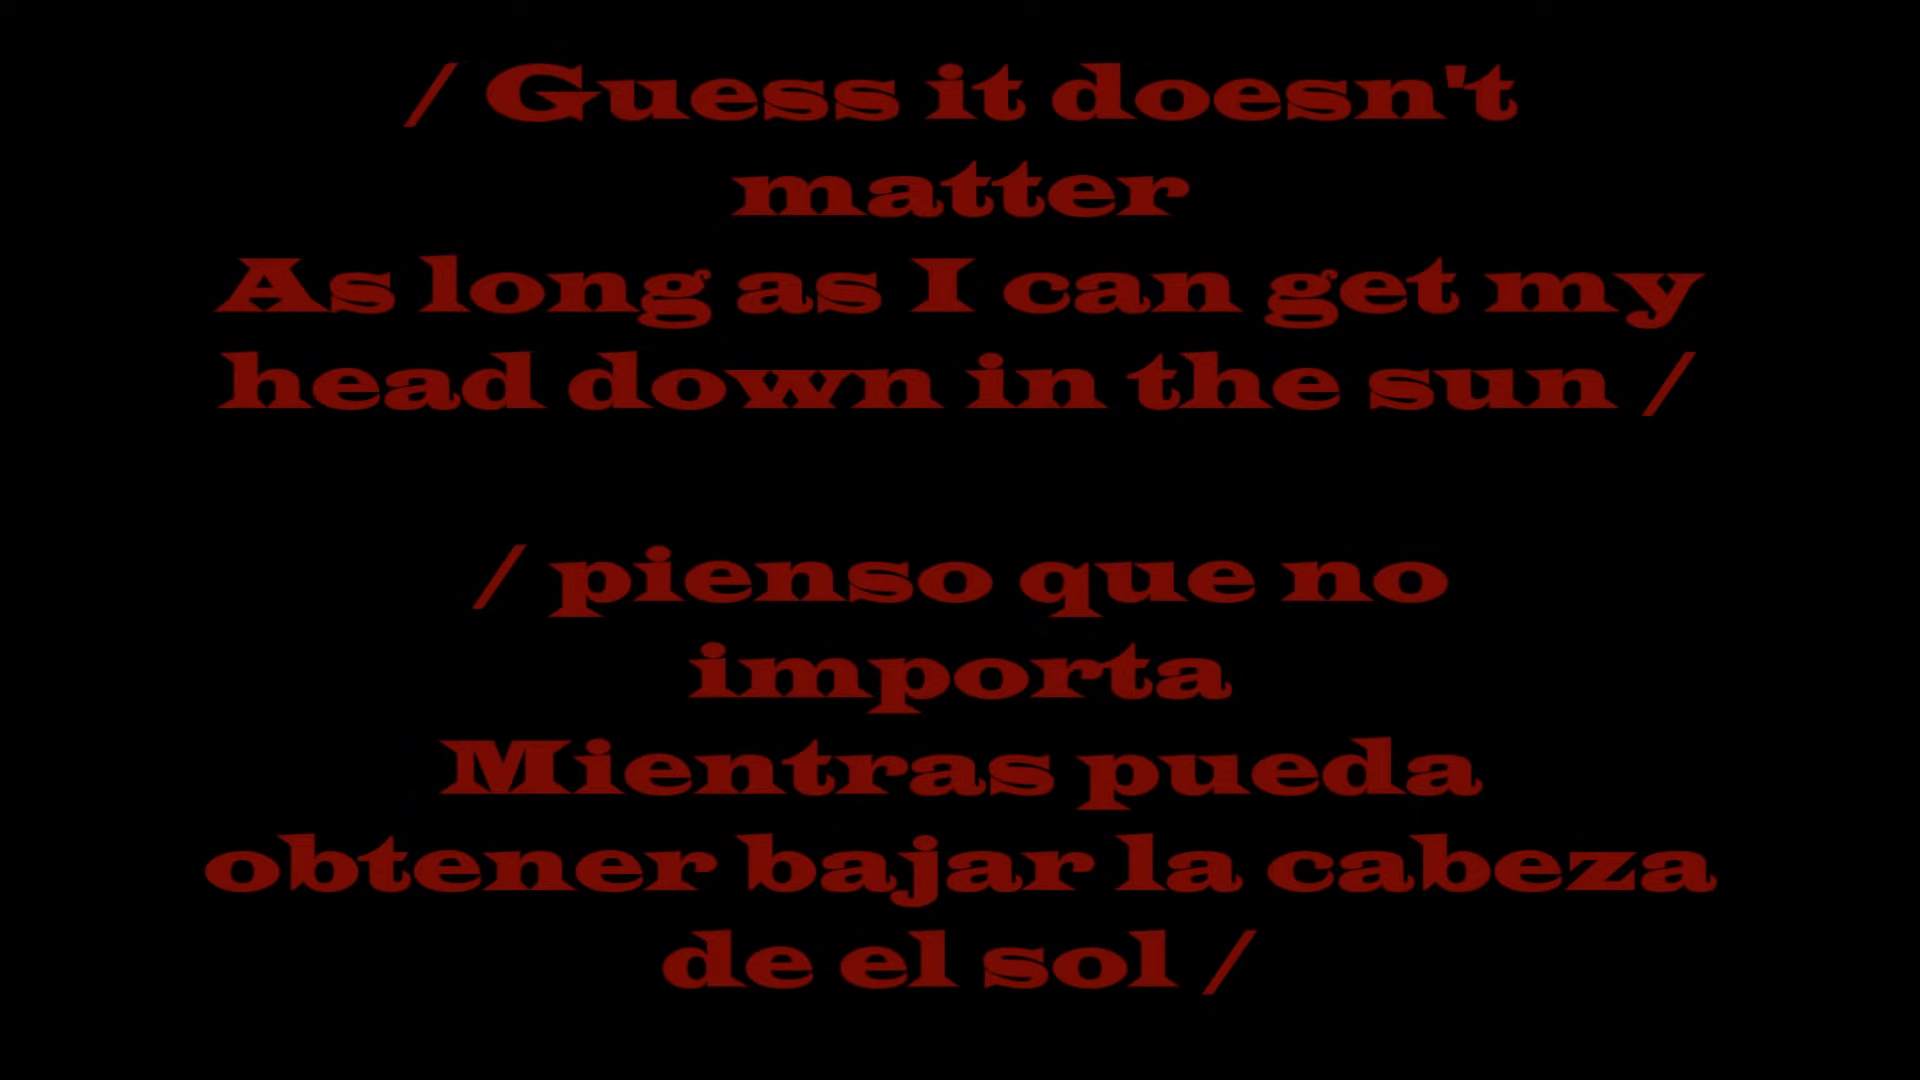 / Guess it doesn't
matter
As long as I can get my
head down in the sun /
/ pienso que no
importa
Mientras pueda
obtener bajar la cabeza
de el sol /